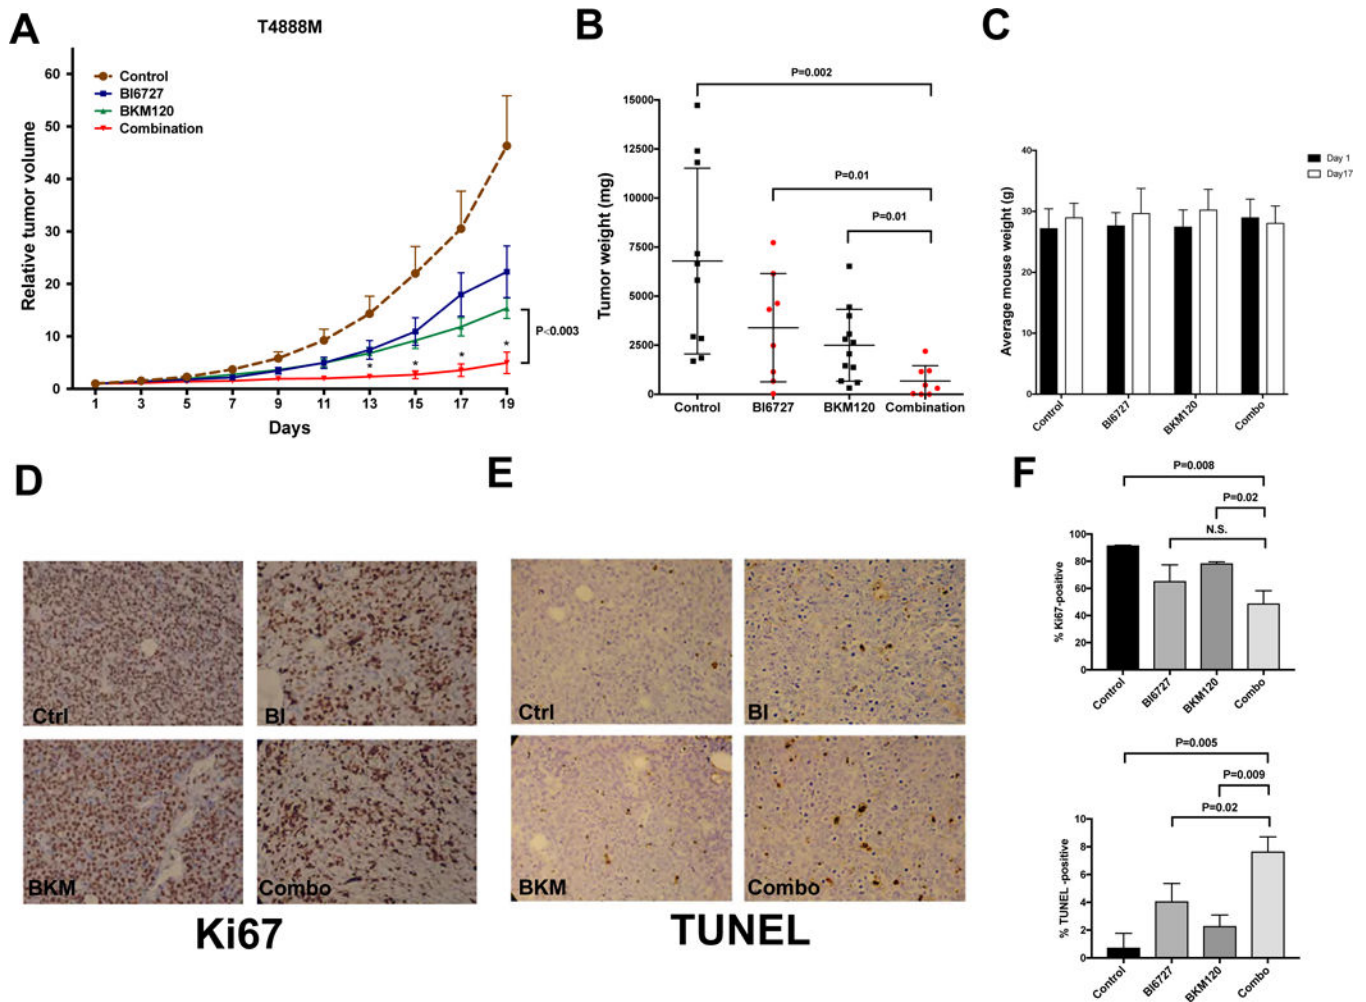 A
T4888M
Relative tumor volume
60
50
40
30
20
10
0
Control
BI6727
BKM120
Combination
P<0.003
*
*
*
*
1 3 5 7 9 11 13 15 17 19
Days
B
P=0.002
P=0.01
P=0.01
Tumor weight (mg)
15000
12500
7500
5000
2500
0
Control BI6727 BKM120 Combination
C
Average mouse weight (g)
40
30
20
10
0
Day 1
Day17
Control BI6727 BKM120 Combo
D
Ctrl
BI
BKM
Combo
Ki67
E
Ctrl
BI
BKM
Combo
TUNEL
F
P=0.008
P=0.02
N.S.
% Ki67-positive
100
80
60
40
20
0
Control BI6727 BKM120 Combo
P=0.005
P=0.009
P=0.02
% TUNEL -positive
10
8
6
4
2
0
Control BI6727 BKM120 Combo